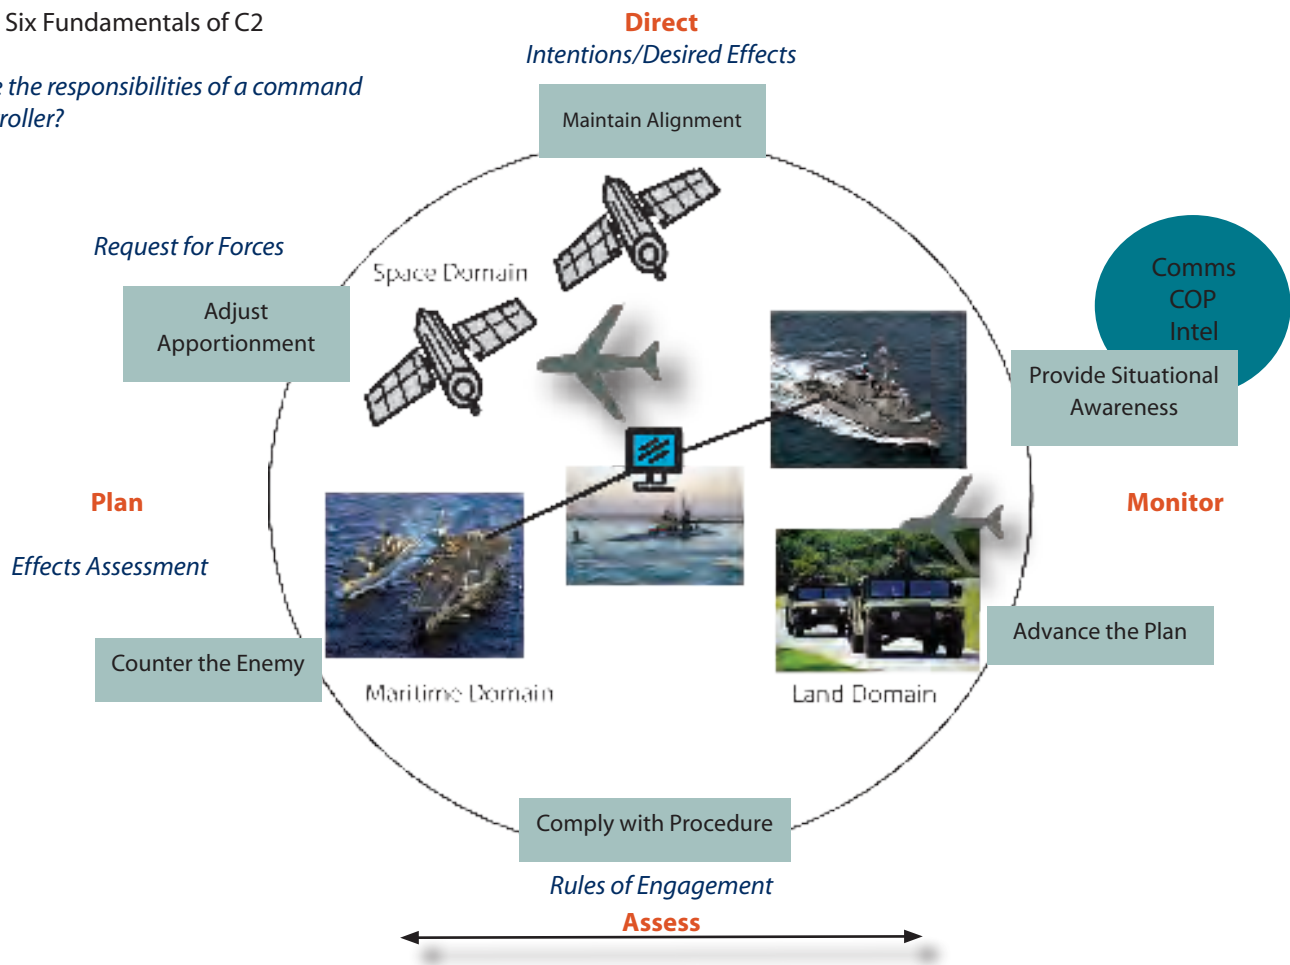 Six Fundamentals of C2
the responsibilities of a command
roller?
Direct
Intentions/Desired Effects
Maintain Alignment
Request for Forces
Adjust
Apportionment
Space Domain
Comms
COP
Intel
Provide Situational
Awareness
Plan
Monitor
Effects Assessment
Counter the Enemy
Advance the Plan
Maritime Domain
Land Domain
Comply with Procedure
Rules of Engagement
Assess